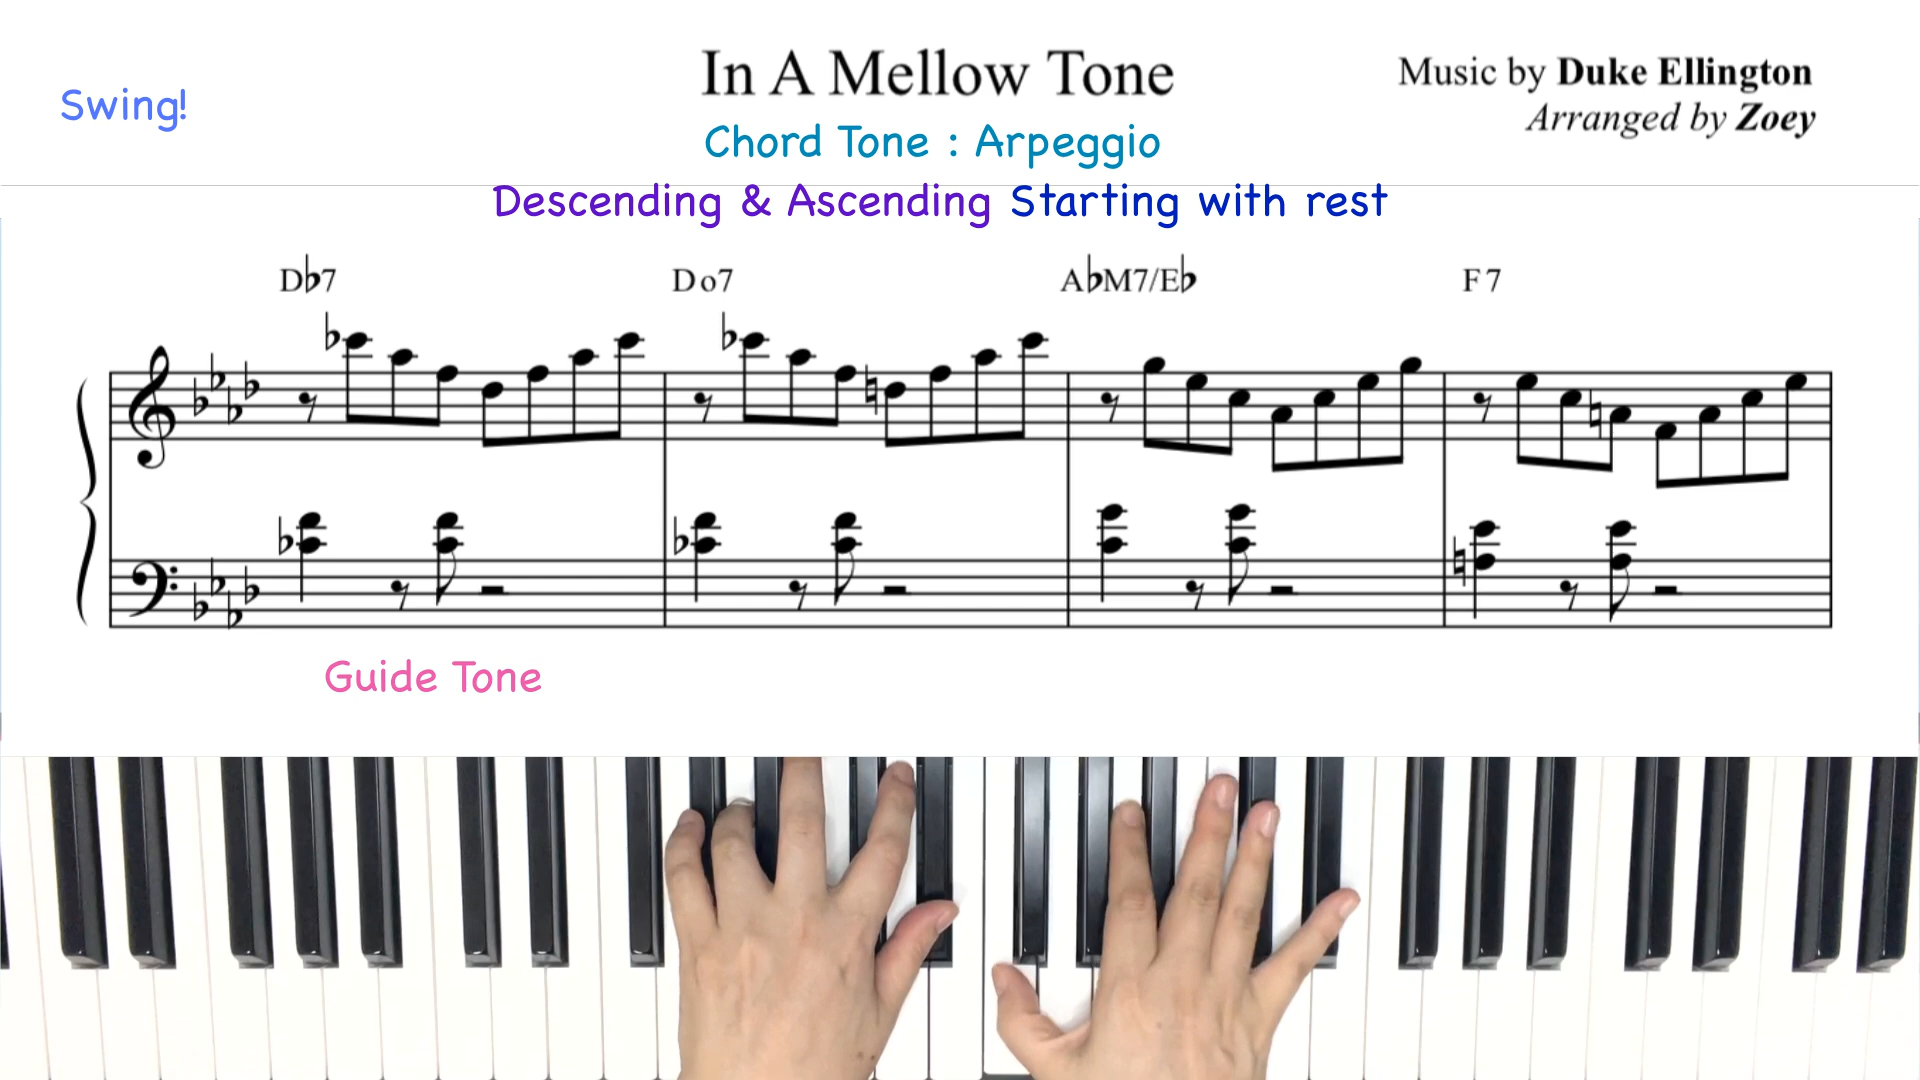 In A Mellow Tone
Music by Duke Ellington
Swing!
Arranged by Zoey
Chord Tone : Arpeggio
Descending & Ascending Starting with rest
D♭7 Do7 A♭M7/E♭ F7
Guide Tone